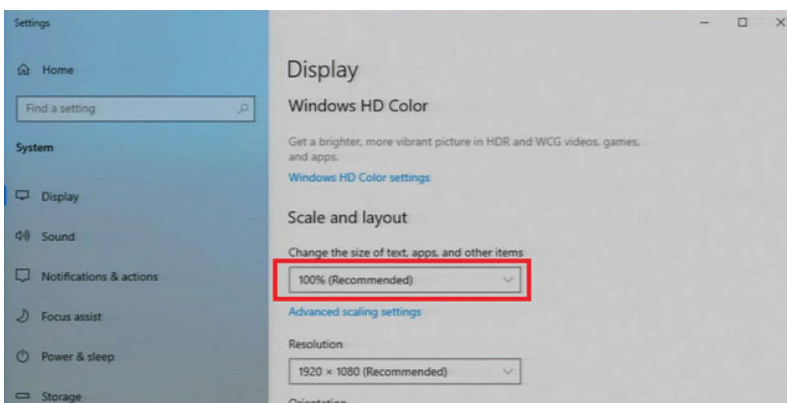 Settings
Home
Find a setting
System
Display
Sound
Notifications & actions
Focus assist
Power & sleep
Storage
Display
Windows HD Color
Get a brighter, more vibrant picture in HDR and WCG videos, games,
and apps.
Windows HD Color settings
Scale and layout
Change the size of text, apps, and other items
100% (Recommended)
Advanced scaling settings
Resolution
1920 × 1080 (Recommended)
Orientation